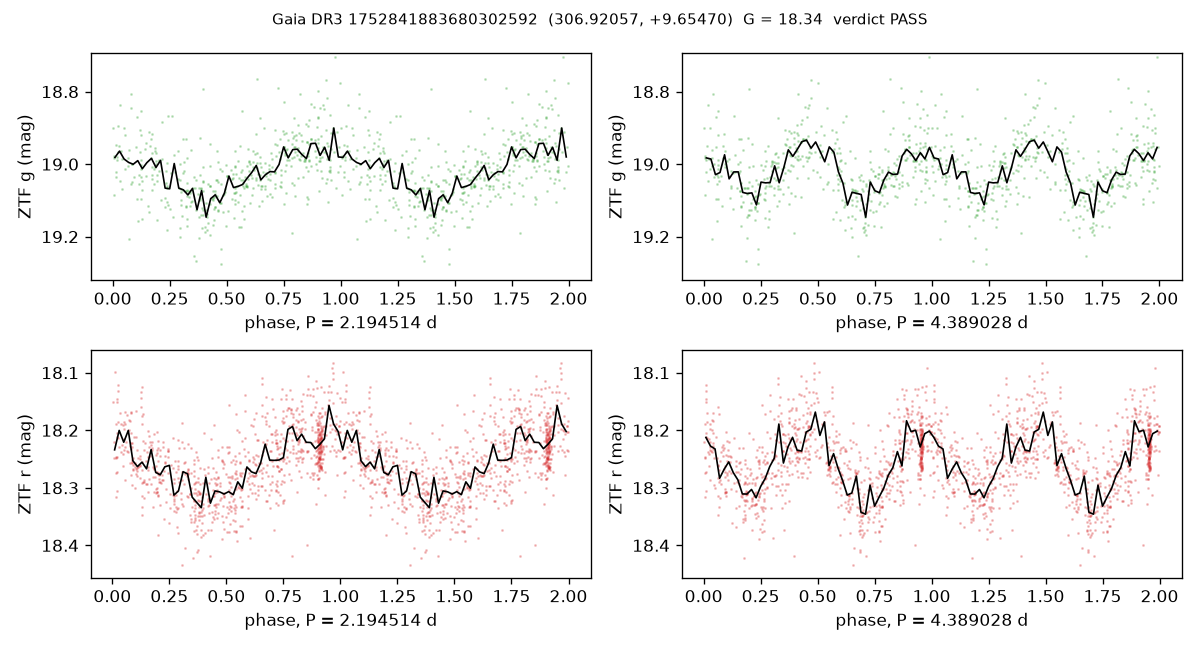 Gaia DR3 1752841883680302592 (306.92057, +9.65470) G = 18.34 verdict PASS
ZTF g (mag)
18.8
19.0
19.2
0.00 0.25 0.50 0.75 1.00 1.25 1.50 1.75 2.00
phase, P = 2.194514 d
ZTF g (mag)
18.8
19.0
19.2
0.00 0.25 0.50 0.75 1.00 1.25 1.50 1.75 2.00
phase, P = 4.389028 d
ZTF r (mag)
18.1
18.2
18.3
18.4
0.00 0.25 0.50 0.75 1.00 1.25 1.50 1.75 2.00
phase, P = 2.194514 d
ZTF r (mag)
18.1
18.2
18.3
18.4
0.00 0.25 0.50 0.75 1.00 1.25 1.50 1.75 2.00
phase, P = 4.389028 d